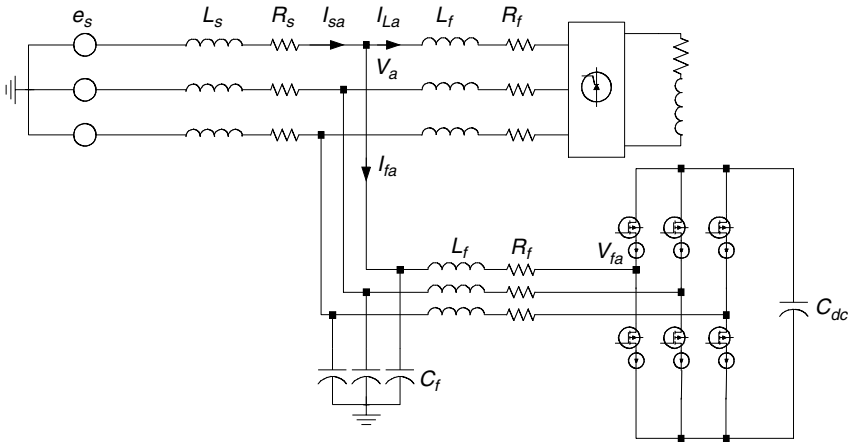 e_s L_s R_s I_sa I_La L_f R_f
V_a
I_fa
L_f R_f V_fa
C_dc
C_f